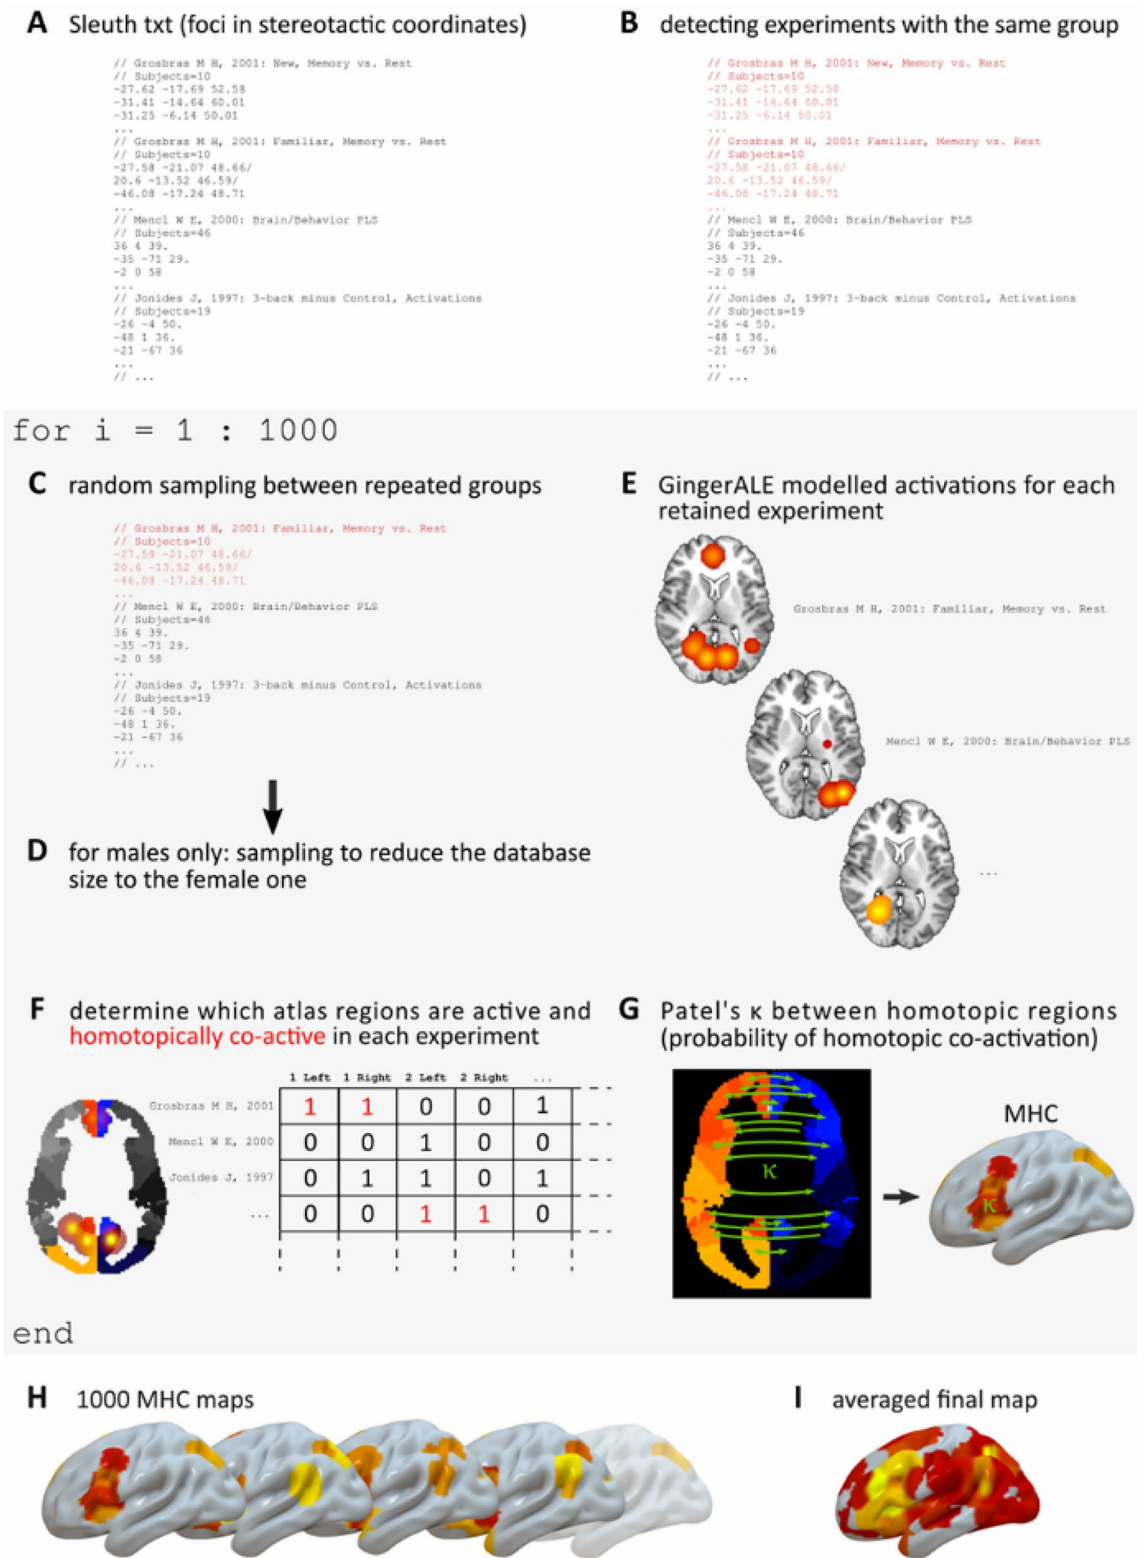 A Sleuth txt (foci in stereotactic coordinates)
// Grosbras M H, 2001: New, Memory vs. Rest
// Subjects=10
-27.62 -17.69 52.58
-31.41 -14.64 60.01
-31.25 -6.14 50.01
...
// Grosbras M H, 2001: Familiar, Memory vs. Rest
// Subjects=10
-27.58 -21.07 48.66/
20.6 -13.52 46.59/
-46.08 -17.24 48.71
...
// Mencl W E, 2000: Brain/Behavior PLS
// Subjects=46
36 4 39.
-35 -71 29.
-2 0 58
...
// Jonides J, 1997: 3-back minus Control, Activations
// Subjects=19
-26 -4 50.
-48 1 36.
-21 -67 36
...
// ...
B detecting experiments with the same group
// Grosbras M H, 2001: New, Memory vs. Rest
// Subjects=10
-27.62 -17.69 52.58
-31.41 -14.64 60.01
-31.25 -6.14 50.01
...
// Grosbras M H, 2001: Familiar, Memory vs. Rest
// Subjects=10
-27.58 -21.07 48.66/
20.6 -13.52 46.59/
-46.08 -17.24 48.71
...
// Mencl W E, 2000: Brain/Behavior PLS
// Subjects=46
36 4 39.
-35 -71 29.
-2 0 58
...
// Jonides J, 1997: 3-back minus Control, Activations
// Subjects=19
-26 -4 50.
-48 1 36.
-21 -67 36
...
// ...
for i = 1 : 1000
C random sampling between repeated groups
// Grosbras M H, 2001: Familiar, Memory vs. Rest
// Subjects=10
-27.58 -21.07 48.66/
20.6 -13.52 46.59/
-46.08 -17.24 48.71
...
// Mencl W E, 2000: Brain/Behavior PLS
// Subjects=46
36 4 39.
-35 -71 29.
-2 0 58
...
// Jonides J, 1997: 3-back minus Control, Activations
// Subjects=19
-26 -4 50.
-48 1 36.
-21 -67 36
...
// ...
D for males only: sampling to reduce the database
size to the female one
E GingerALE modelled activations for each
retained experiment
Grosbras M H, 2001: Familiar, Memory vs. Rest
Mencl W E, 2000: Brain/Behavior PLS
...
F determine which atlas regions are active and
homotopically co-active in each experiment
1 Left 1 Right 2 Left 2 Right ...
Grosbras M H, 2001 1 1 0 0 1
Mencl W E, 2000 0 0 1 0 0
Jonides J, 1997 0 1 1 0 1
... 0 0 1 1 0
G Patel's κ between homotopic regions
(probability of homotopic co-activation)
κ
MHC
κ
end
H 1000 MHC maps
I averaged final map